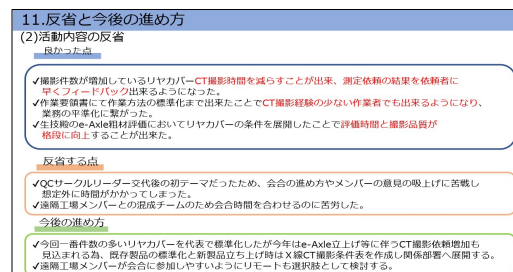 11.反省と今後の進め方
(2)活動内容の反省
良かった点
✓撮影件数が増加しているリヤカバーCT撮影時間を減らすことが出来、測定依頼の結果を依頼者に
早くフィードバック出来るようになった。
✓作業要領書にて作業方法の標準化まで出来たことでCT撮影経験の少ない作業者でも出来るようになり、
業務の平準化に繋がった。
✓生技殿のe-Axle粗材評価においてリヤカバーの条件を展開したことで評価時間と撮影品質が
格段に向上することが出来た。
反省する点
✓QCサークルリーダー交代後の初テーマだったため、会合の進め方やメンバーの意見の吸上げに苦戦し
想定外に時間がかかってしまった。
✓遠隔工場メンバーとの混成チームのため会合時間を合わせるのに苦労した。
今後の進め方
✓今回一番件数の多いリヤカバーを代表で標準化したが今年はe-Axle立上げ等に伴うCT撮影依頼増加も
見込まれる為、既存製品の標準化と新製品立ち上げ時はX線CT撮影条件表を作成し関係部署へ展開する。
✓遠隔工場メンバーが会合に参加しやすいようにリモートも選択肢として検討する。